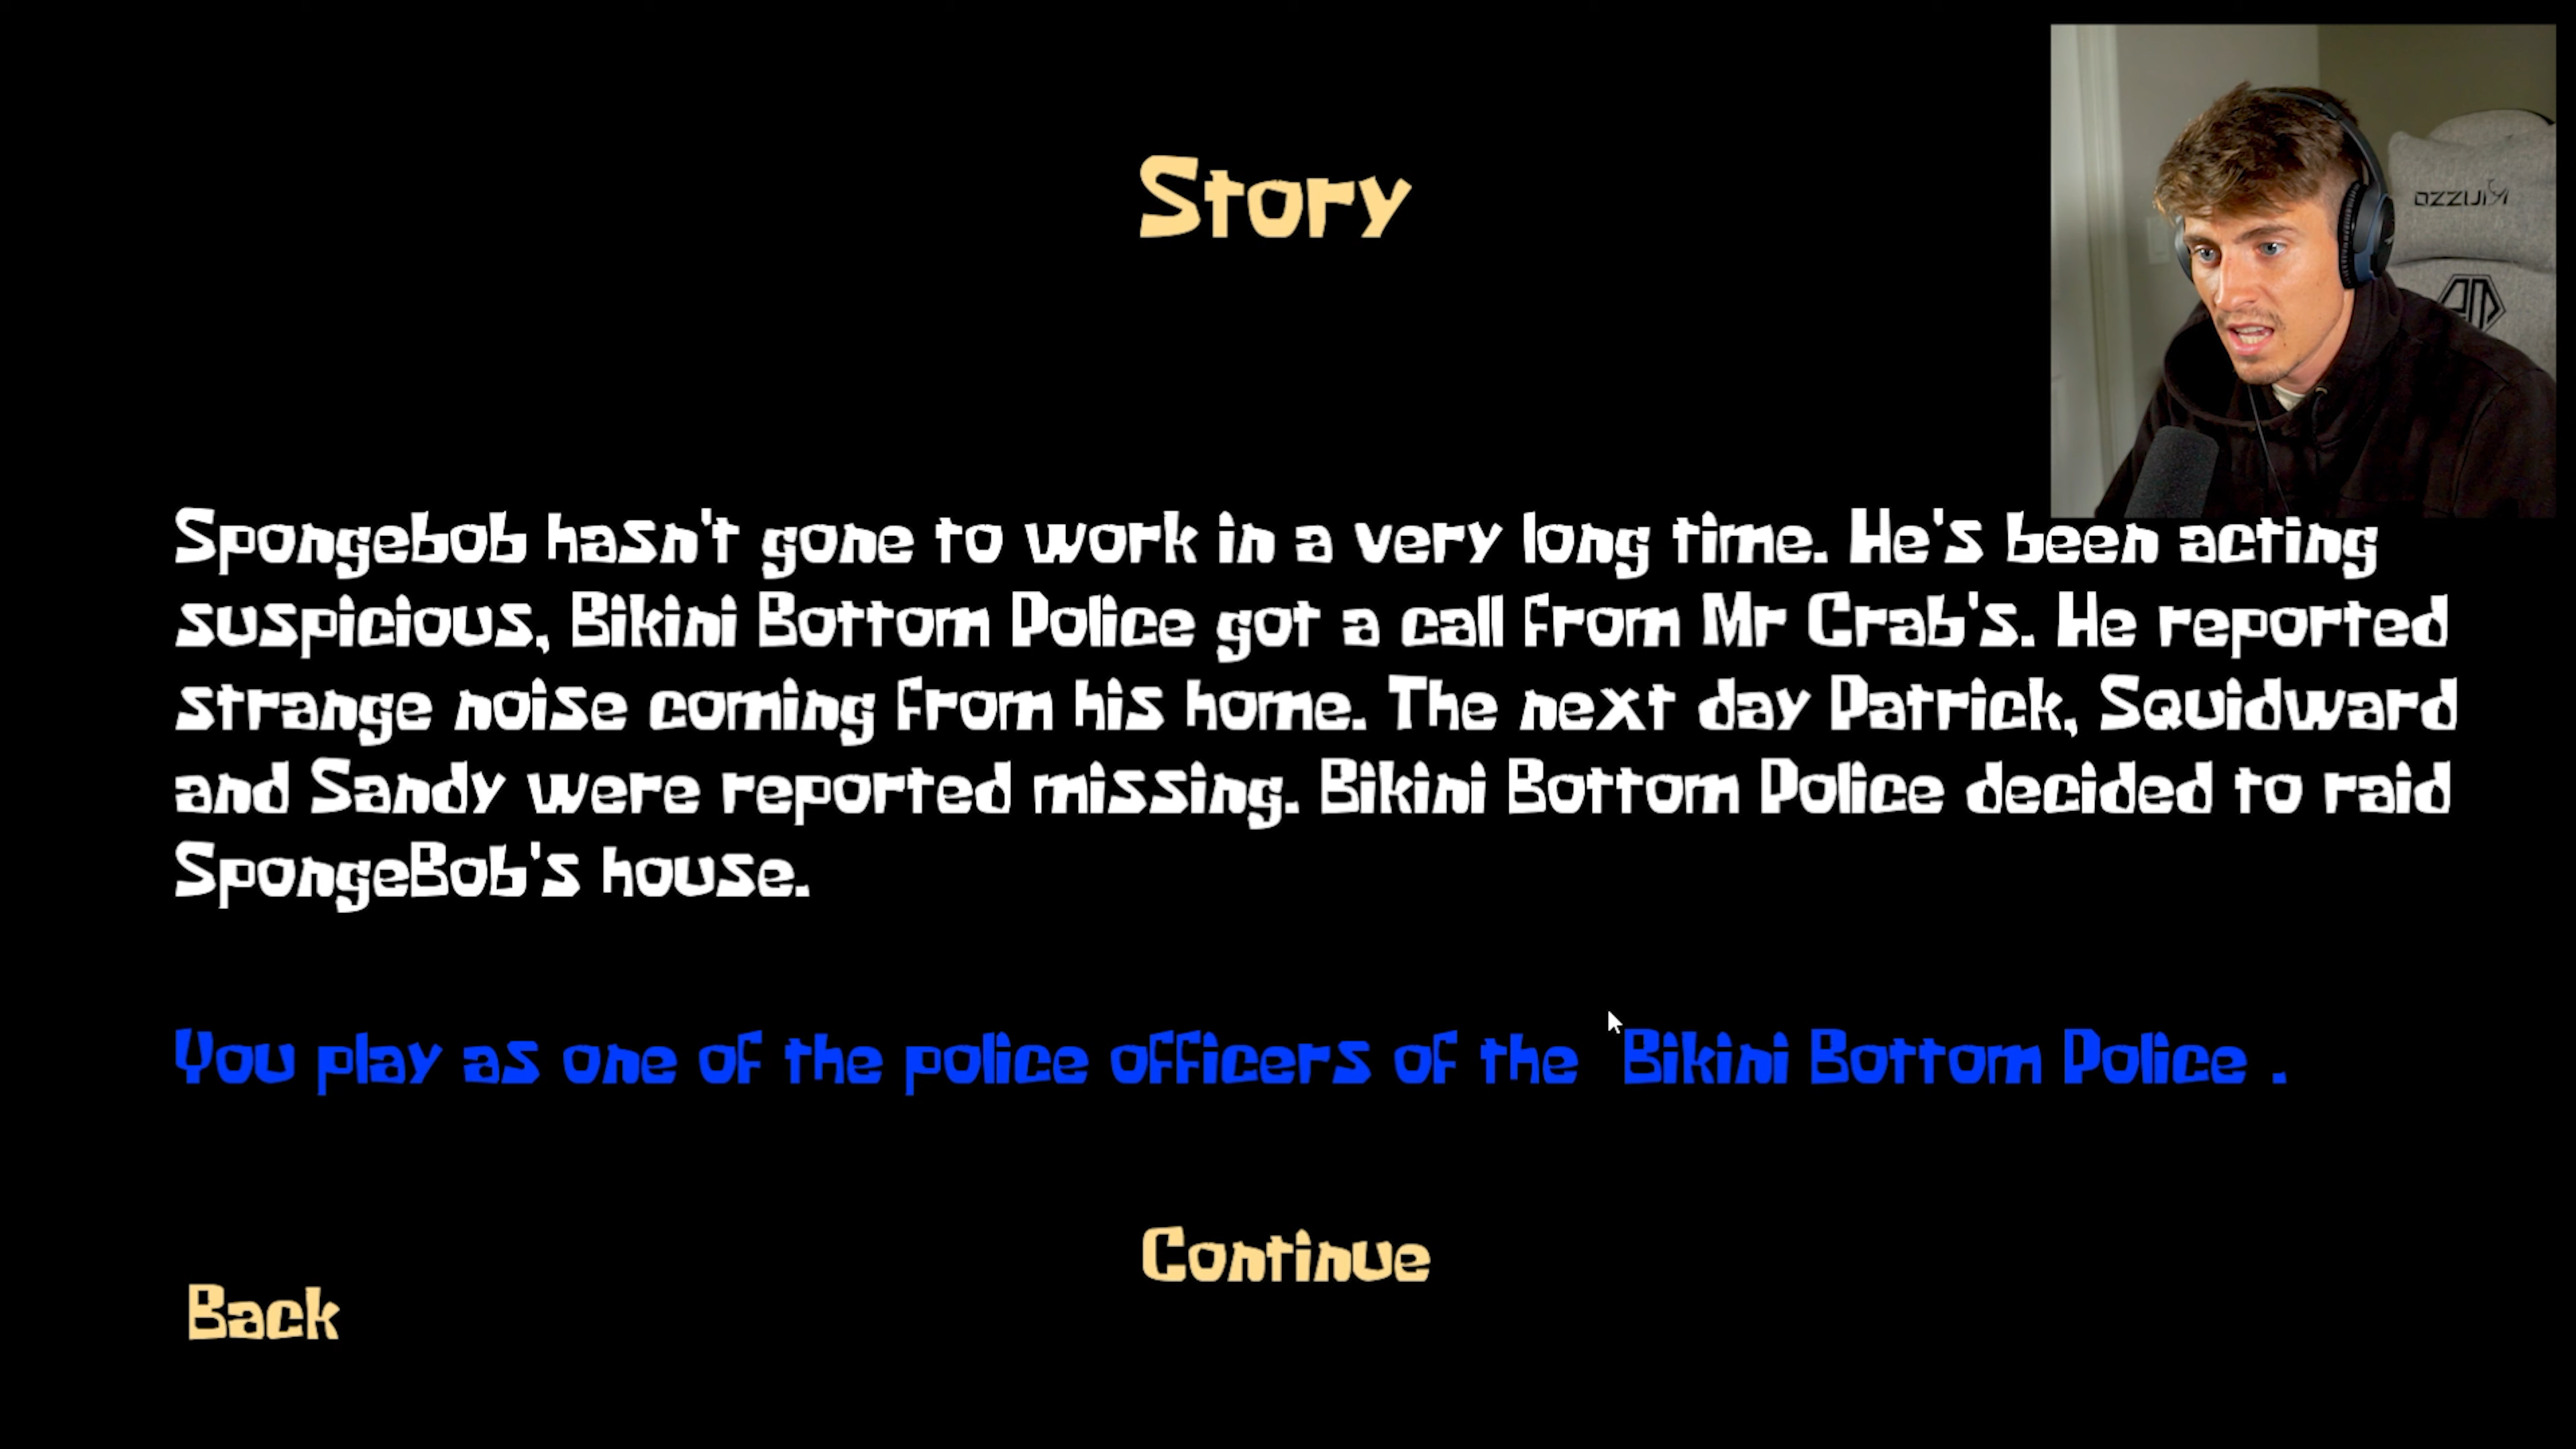 Story
OZZUKI
Spongebob hasn't gone to work in a very long time. He's been acting
suspicious, Bikini Bottom Police got a call from Mr Crab's. He reported
strange noise coming from his home. The next day Patrick, Squidward
and Sandy were reported missing. Bikini Bottom Police decided to raid
SpongeBob's house.
You play as one of the police officers of the Bikini Bottom Police .
Continue
Back